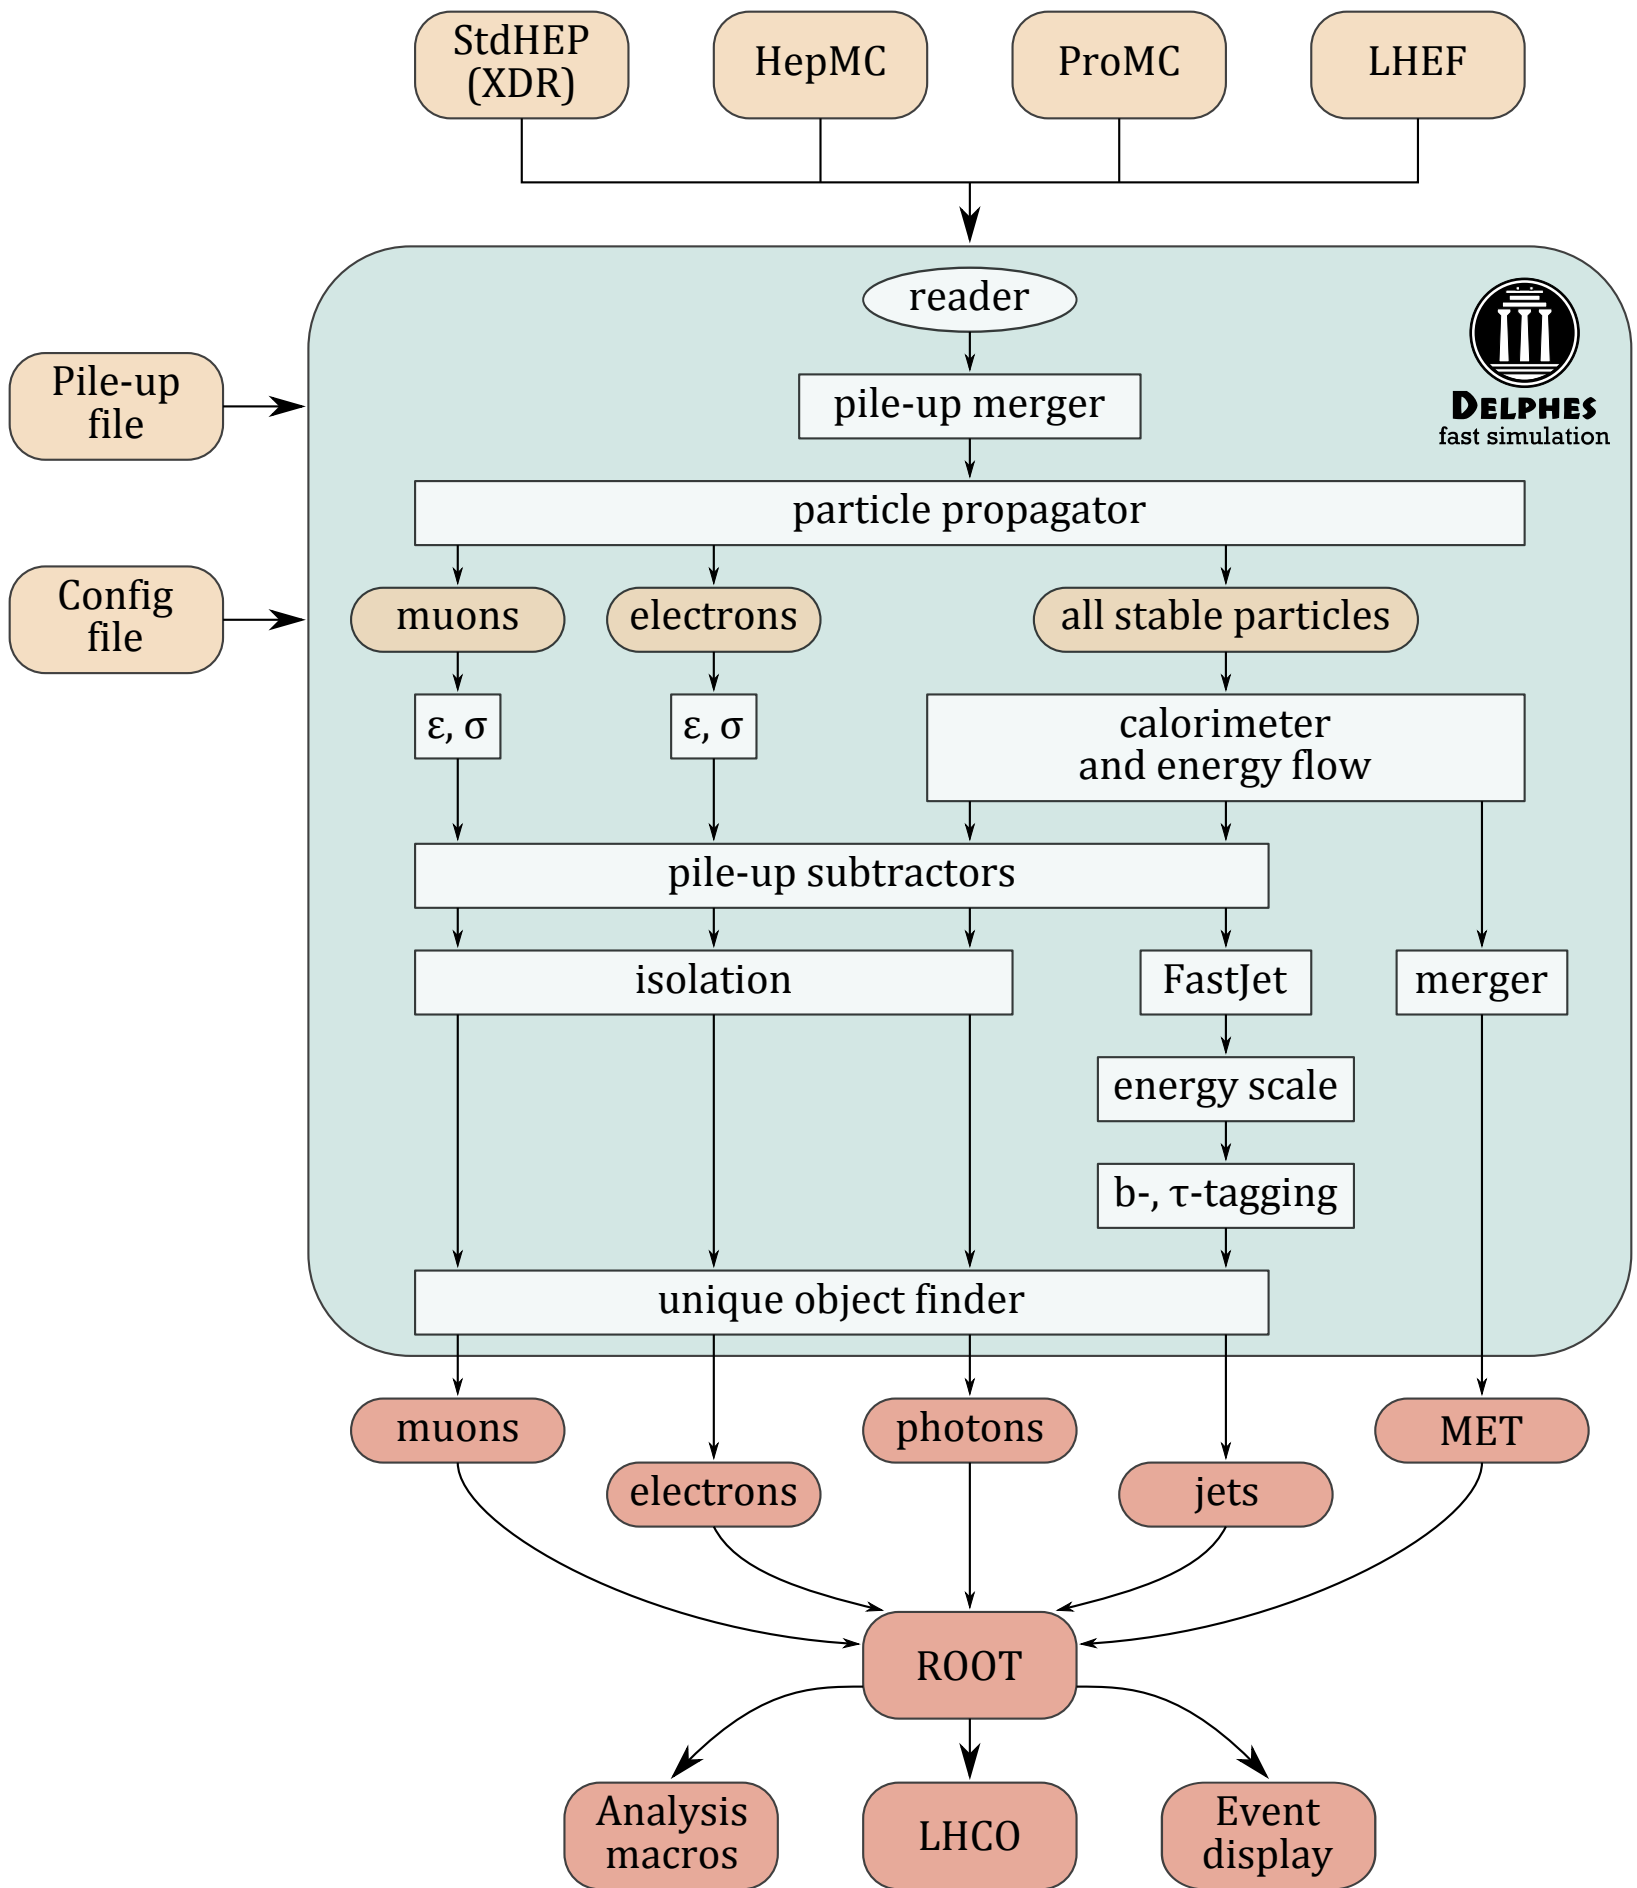 StdHEP
(XDR)
HepMC
ProMC
LHEF
reader
DELPHES
fast simulation
Pile-up
file
pile-up merger
particle propagator
Config
file
muons
electrons
all stable particles
ε, σ
ε, σ
calorimeter
and energy flow
pile-up subtractors
isolation
FastJet
merger
energy scale
b-, τ-tagging
unique object finder
muons
photons
MET
electrons
jets
ROOT
Analysis
macros
LHCO
Event
display